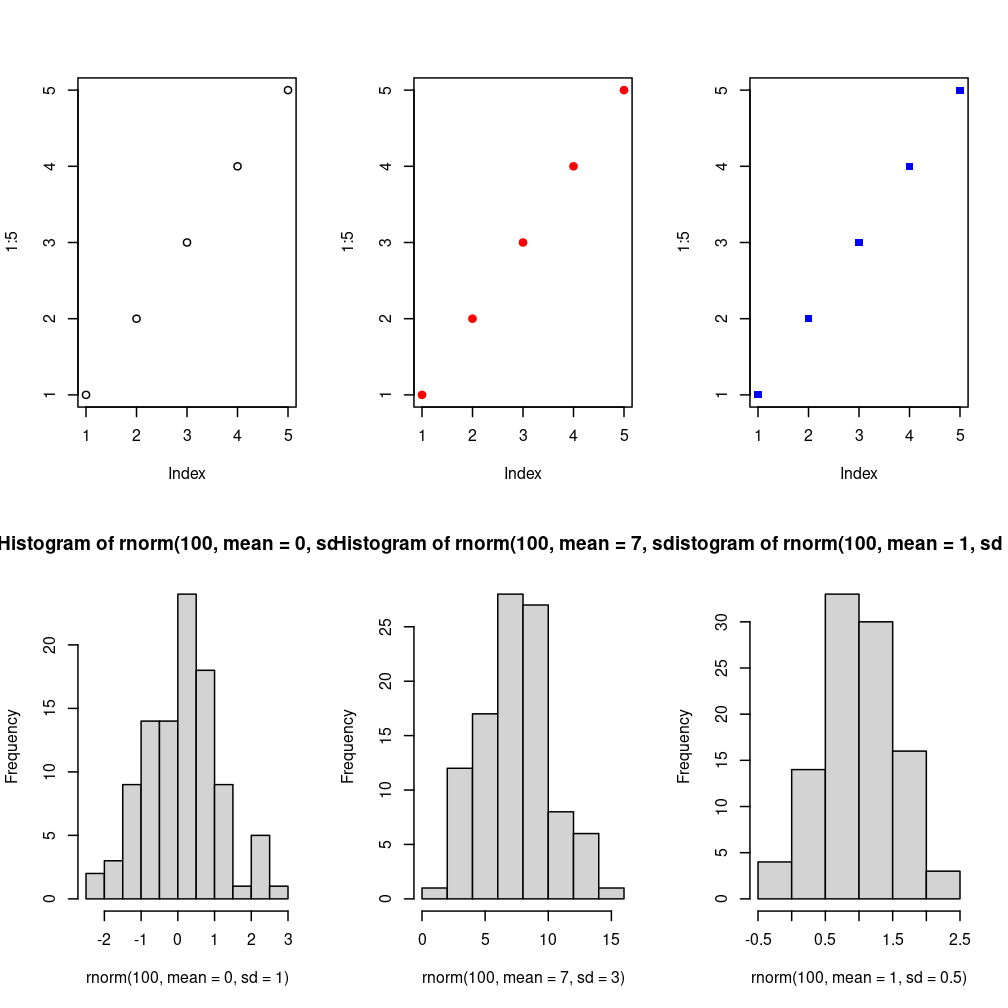 5
4
3
2
1
1:5
1 2 3 4 5
Index
5
4
3
2
1
1:5
1 2 3 4 5
Index
5
4
3
2
1
1:5
1 2 3 4 5
Index
Histogram of rnorm(100, mean = 0, sd
Histogram of rnorm(100, mean = 7, sd
istogram of rnorm(100, mean = 1, sd
20
15
10
5
0
Frequency
-2 -1 0 1 2 3
rnorm(100, mean = 0, sd = 1)
25
20
15
10
5
0
Frequency
0 5 10 15
rnorm(100, mean = 7, sd = 3)
30
25
20
15
10
5
0
Frequency
-0.5 0.5 1.5 2.5
rnorm(100, mean = 1, sd = 0.5)